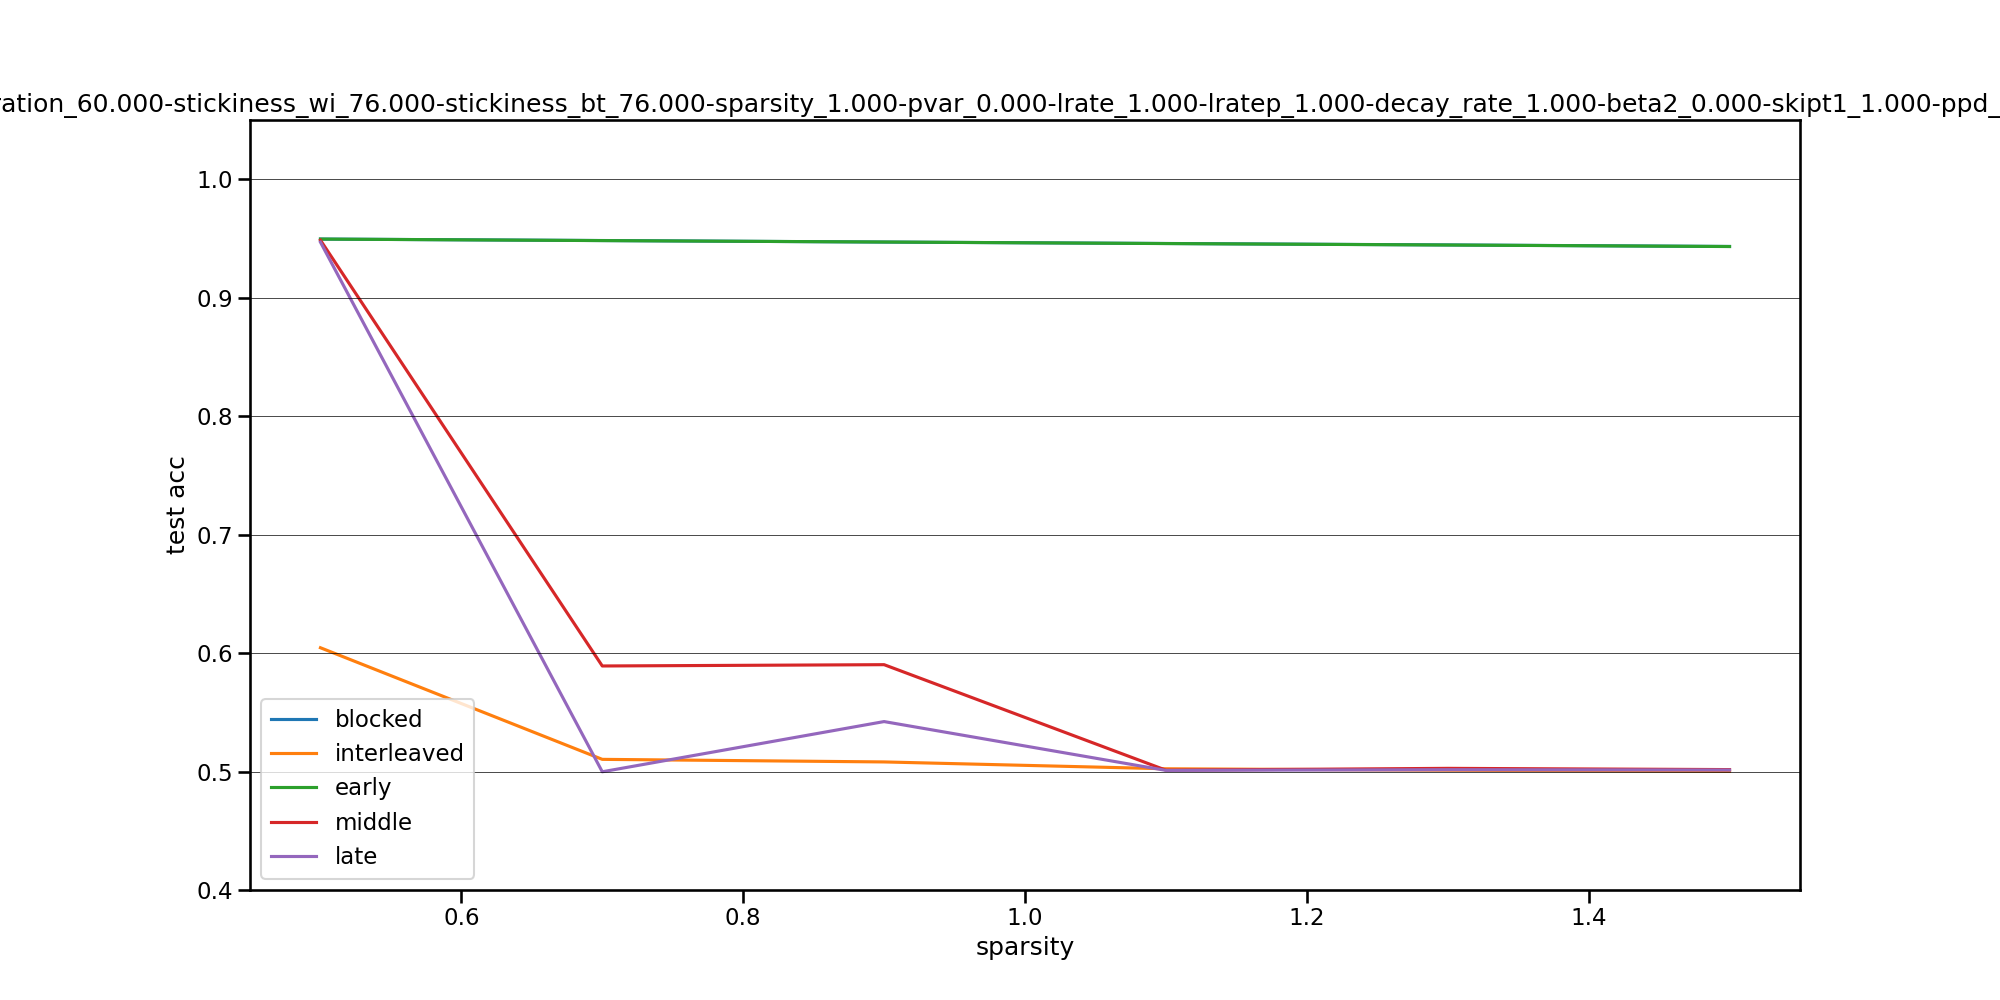 ration_60.000-stickiness_wi_76.000-stickiness_bt_76.000-sparsity_1.000-pvar_0.000-lrate_1.000-lratep_1.000-decay_rate_1.000-beta2_0.000-skipt1_1.000-ppd_
1.0
0.9
0.8
0.7
0.6
0.5
0.4
test acc
blocked
interleaved
early
middle
late
0.6 0.8 1.0 1.2 1.4
sparsity